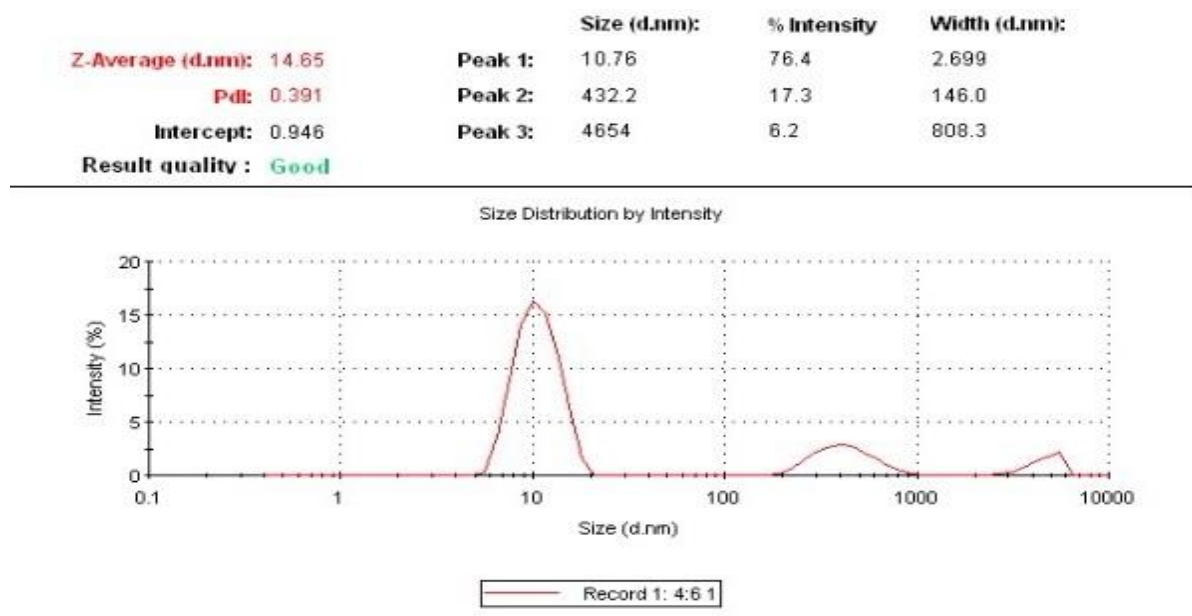 Size (d.nm): % Intensity Width (d.nm):
Z-Average (d.nm): 14.65 Peak 1: 10.76 76.4 2.699
PdI: 0.391 Peak 2: 432.2 17.3 146.0
Intercept: 0.946 Peak 3: 4654 6.2 808.3
Result quality : Good
Size Distribution by Intensity
20
15
10
5
0
Intensity (%)
0.1 1 10 100 1000 10000
Size (d.nm)
Record 1: 4:6 1